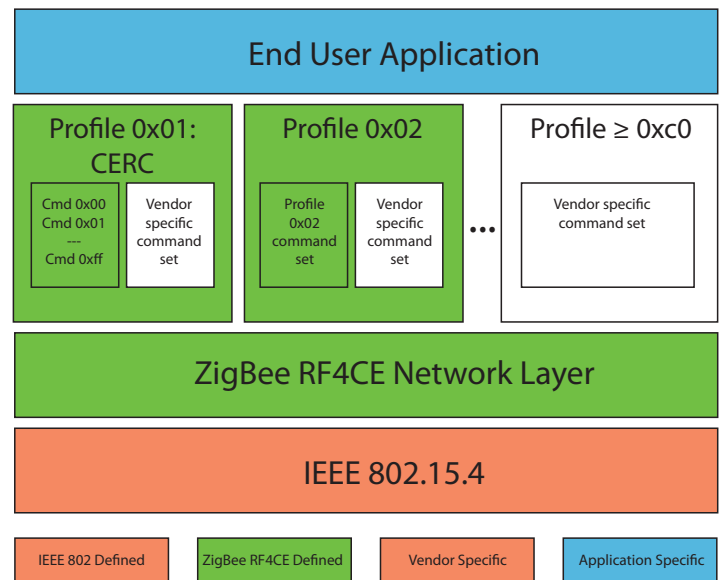 End User Application
Profile 0x01:
CERC
Cmd 0x00
Cmd 0x01
---
Cmd 0xff
Vendor
specific
command
set
Profile 0x02
Profile
0x02
command
set
Vendor
specific
command
set
...
Profile ≥ 0xc0
Vendor specific
command set
ZigBee RF4CE Network Layer
IEEE 802.15.4
IEEE 802 Defined
ZigBee RF4CE Defined
Vendor Specific
Application Specific